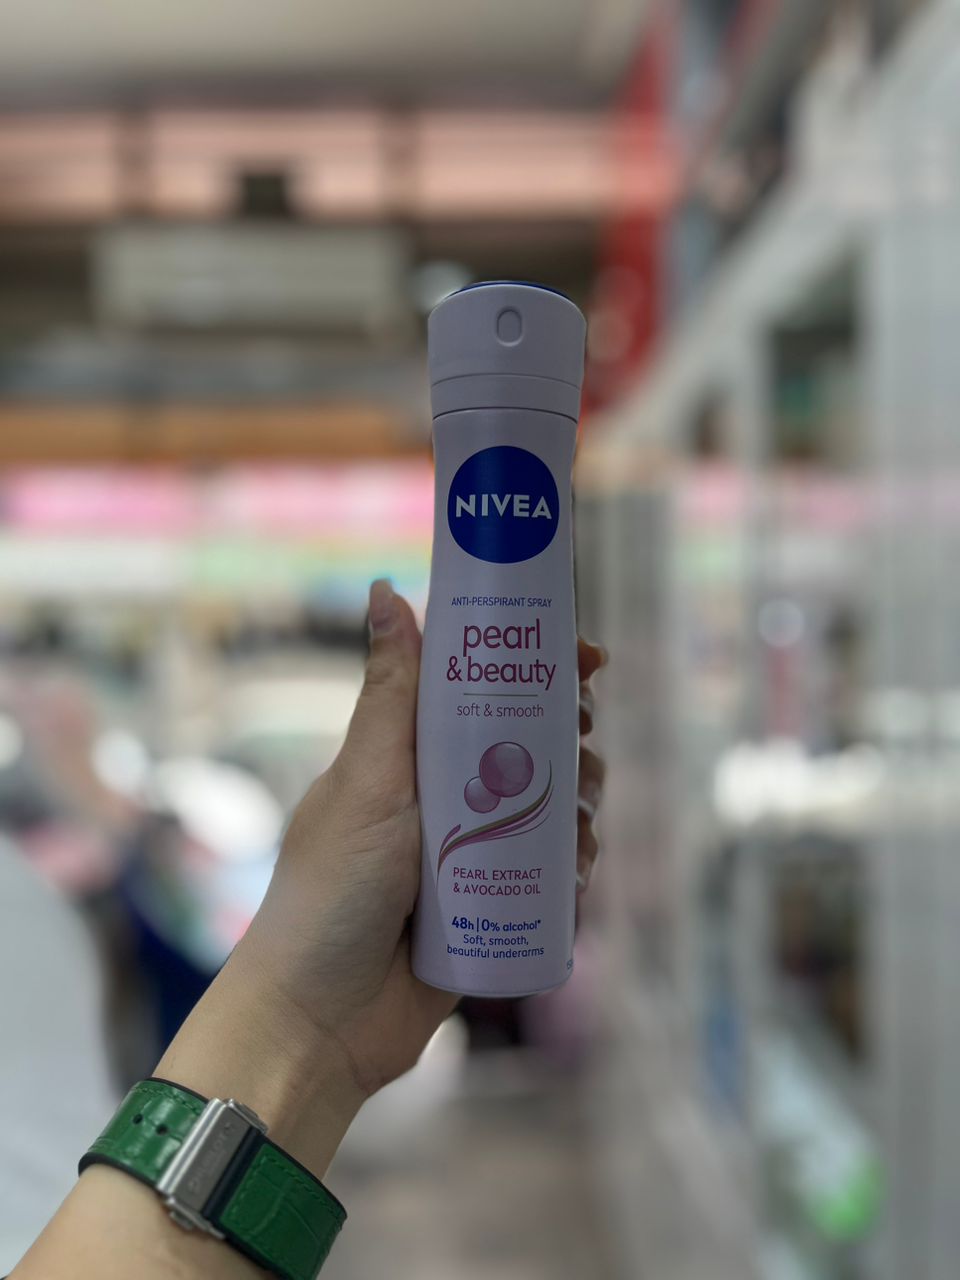 NIVEA
ANTI-PERSPIRANT SPRAY
pearl
& beauty
soft & smooth
PEARL EXTRACT
& AVOCADO OIL
48h | 0% alcohol*
Soft, smooth,
beautiful underarms